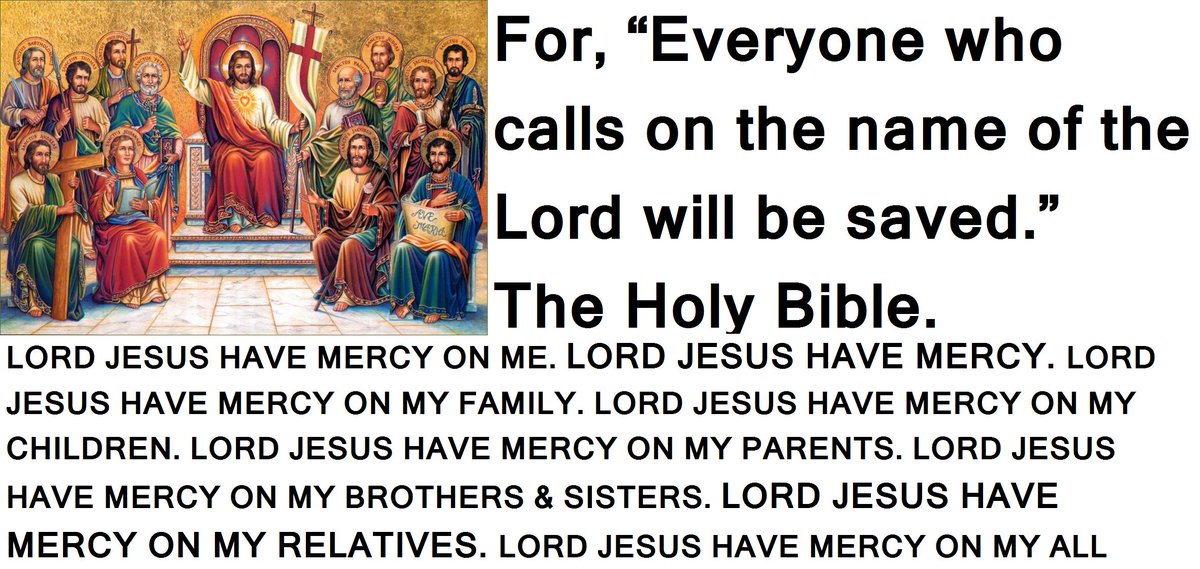 For, “Everyone who
calls on the name of the
Lord will be saved.”
The Holy Bible.
AVE
MARIA
LORD JESUS HAVE MERCY ON ME. LORD JESUS HAVE MERCY. LORD
JESUS HAVE MERCY ON MY FAMILY. LORD JESUS HAVE MERCY ON MY
CHILDREN. LORD JESUS HAVE MERCY ON MY PARENTS. LORD JESUS
HAVE MERCY ON MY BROTHERS & SISTERS. LORD JESUS HAVE
MERCY ON MY RELATIVES. LORD JESUS HAVE MERCY ON MY ALL